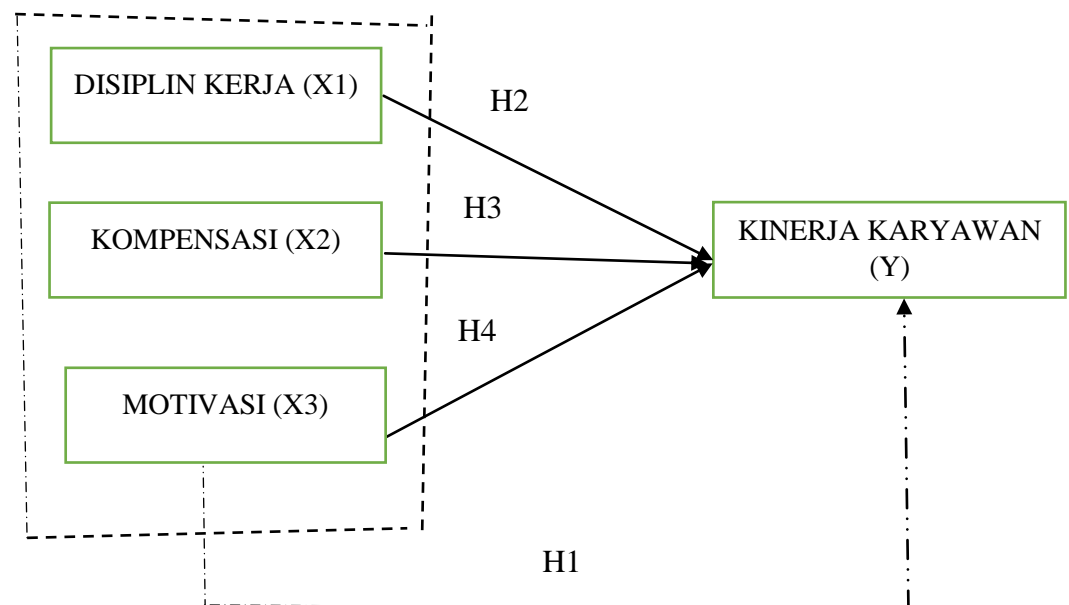 DISIPLIN KERJA (X1)
H2
H3
KOMPENSASI (X2)
KINERJA KARYAWAN
(Y)
H4
MOTIVASI (X3)
H1